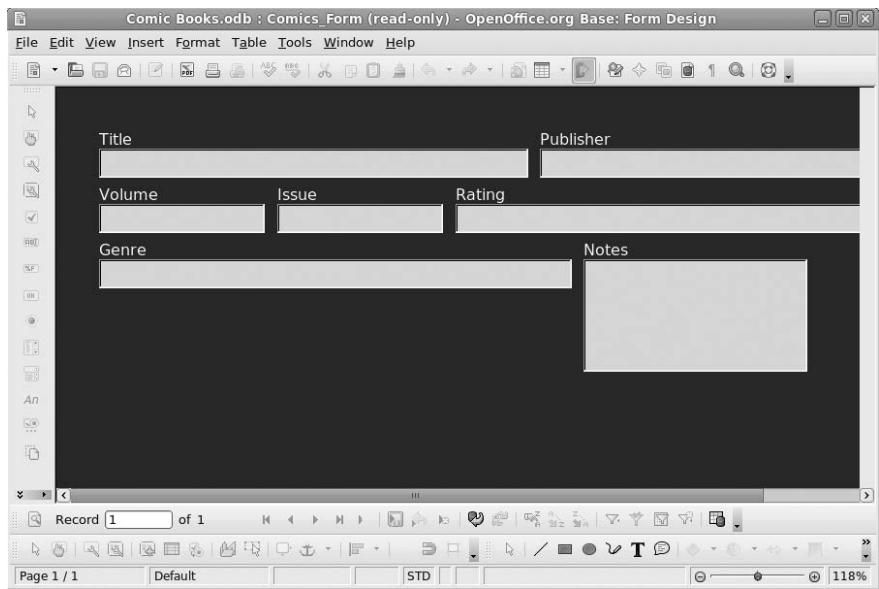 Comic Books.odb : Comics_Form (read-only) - OpenOffice.org Base: Form Design
File Edit View Insert Format Table Tools Window Help
Title Publisher
Volume Issue Rating
Genre Notes
An
Record 1 of 1
T
Page 1 / 1 Default STD 118%